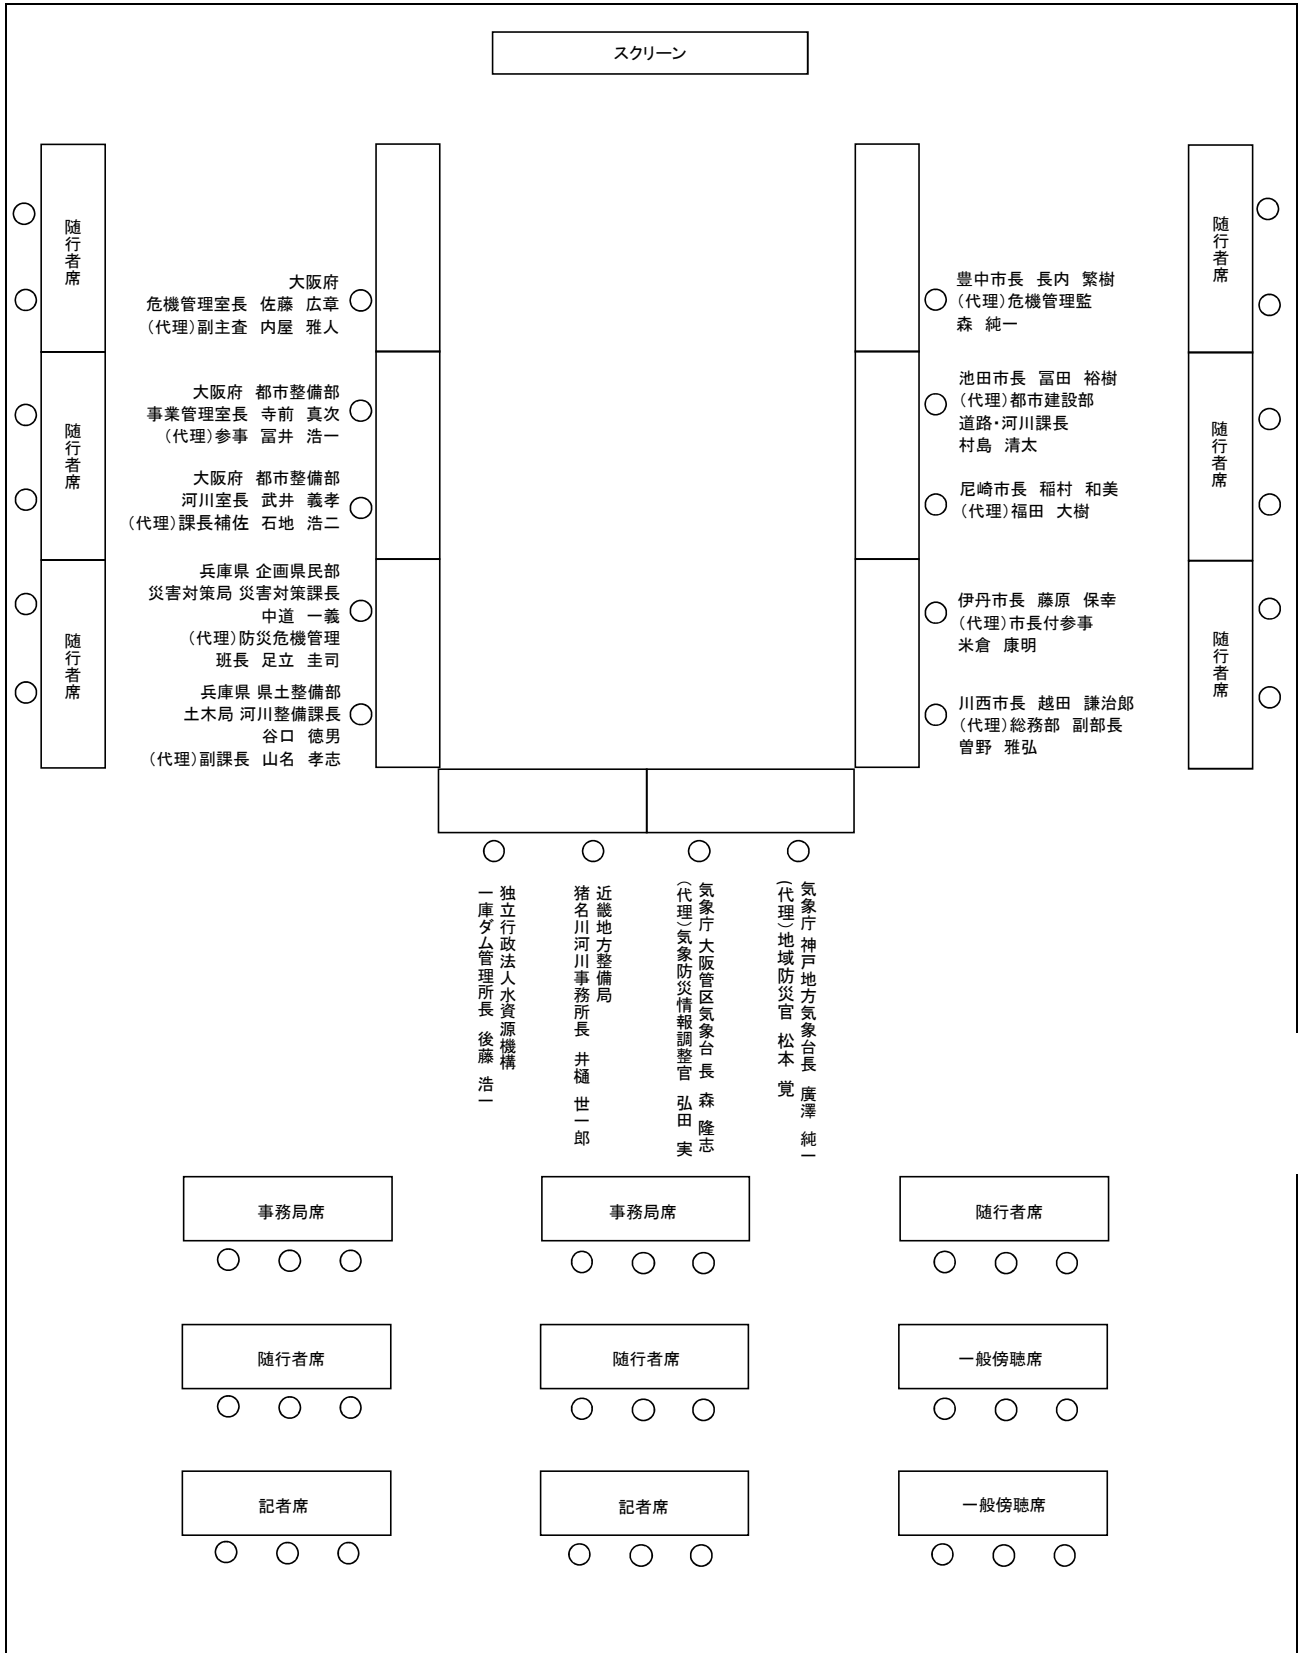 スクリーン
随行者席
随行者席
随行者席
大阪府
危機管理室長 佐藤 広章
(代理)副主査 内屋 雅人
大阪府 都市整備部
事業管理室長 寺前 真次
(代理)参事 冨井 浩一
大阪府 都市整備部
河川室長 武井 義孝
(代理)課長補佐 石地 浩二
兵庫県 企画県民部
災害対策局 災害対策課長
中道 一義
(代理)防災危機管理
班長 足立 圭司
兵庫県 県土整備部
土木局 河川整備課長
谷口 徳男
(代理)副課長 山名 孝志
豊中市長 長内 繁樹
(代理)危機管理監
森 純一
池田市長 冨田 裕樹
(代理)都市建設部
道路・河川課長
村島 清太
尼崎市長 稲村 和美
(代理)福田 大樹
伊丹市長 藤原 保幸
(代理)市長付参事
米倉 康明
川西市長 越田 謙治郎
(代理)総務部 副部長
曽野 雅弘
随行者席
随行者席
随行者席
独立行政法人水資源機構
一庫ダム管理所長 後藤 浩一
近畿地方整備局
猪名川河川事務所長 井樋 世一郎
気象庁 大阪管区気象台 長 森 隆志
(代理)気象防災情報調整官 弘田 実
気象庁 神戸地方気象台長 廣澤 純一
(代理)地域防災官 松本 覚
事務局席
事務局席
随行者席
随行者席
随行者席
一般傍聴席
記者席
記者席
一般傍聴席